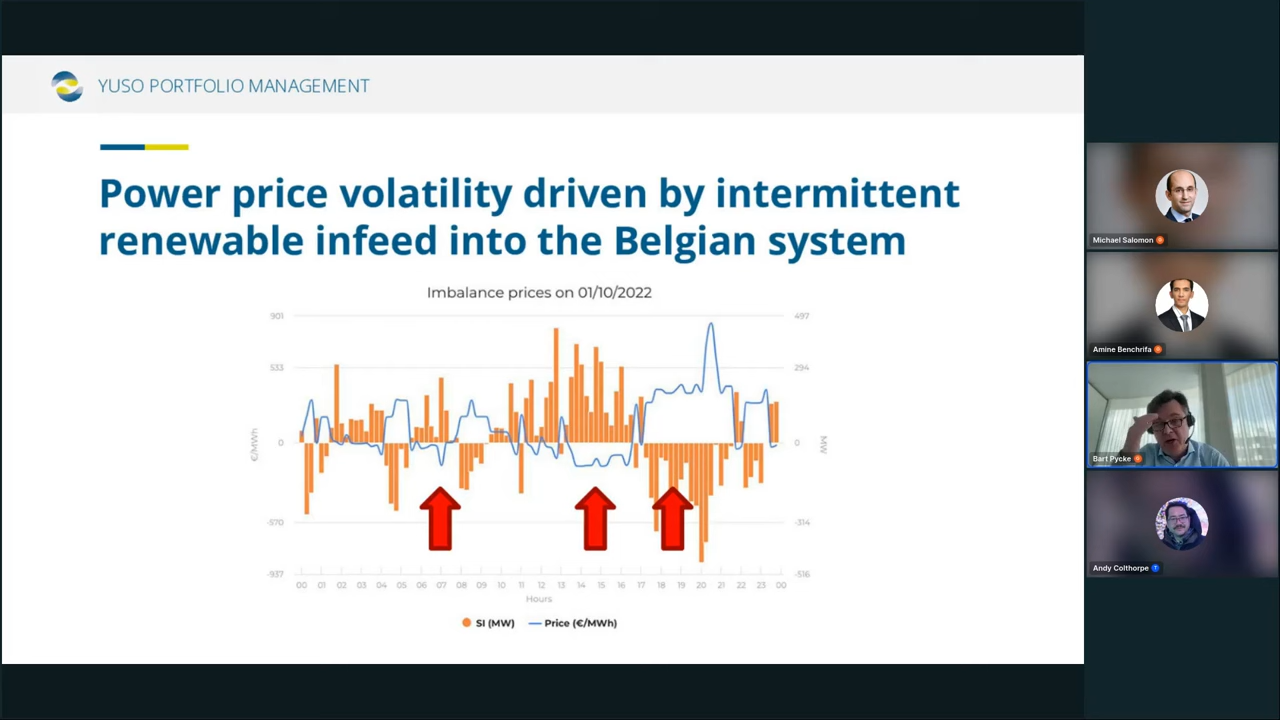 YUSO PORTFOLIO MANAGEMENT
Power price volatility driven by intermittent
renewable infeed into the Belgian system
Imbalance prices on 01/10/2022
901
497
533
294
€/MWh
0
0
MW
-570
-314
-937
-516
00 01 02 03 04 05 06 07 08 09 10 11 12 13 14 15 16 17 18 19 20 21 22 23 00
Hours
SI (MW) Price (€/MWh)
Michael Salomon
Amine Benchrifa
Bart Pycke
Andy Colthorpe